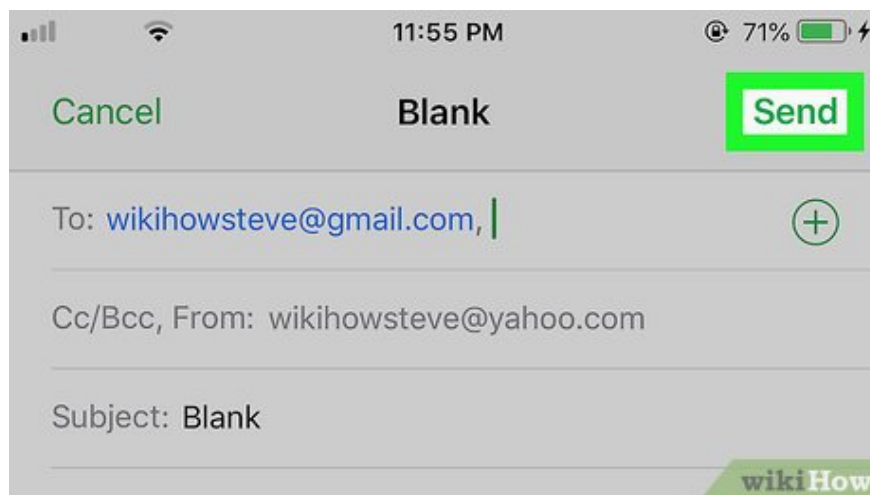 11:55 PM 71%
Cancel Blank Send
To: wikihowsteve@gmail.com,
Cc/Bcc, From: wikihowsteve@yahoo.com
Subject: Blank
wikiHow